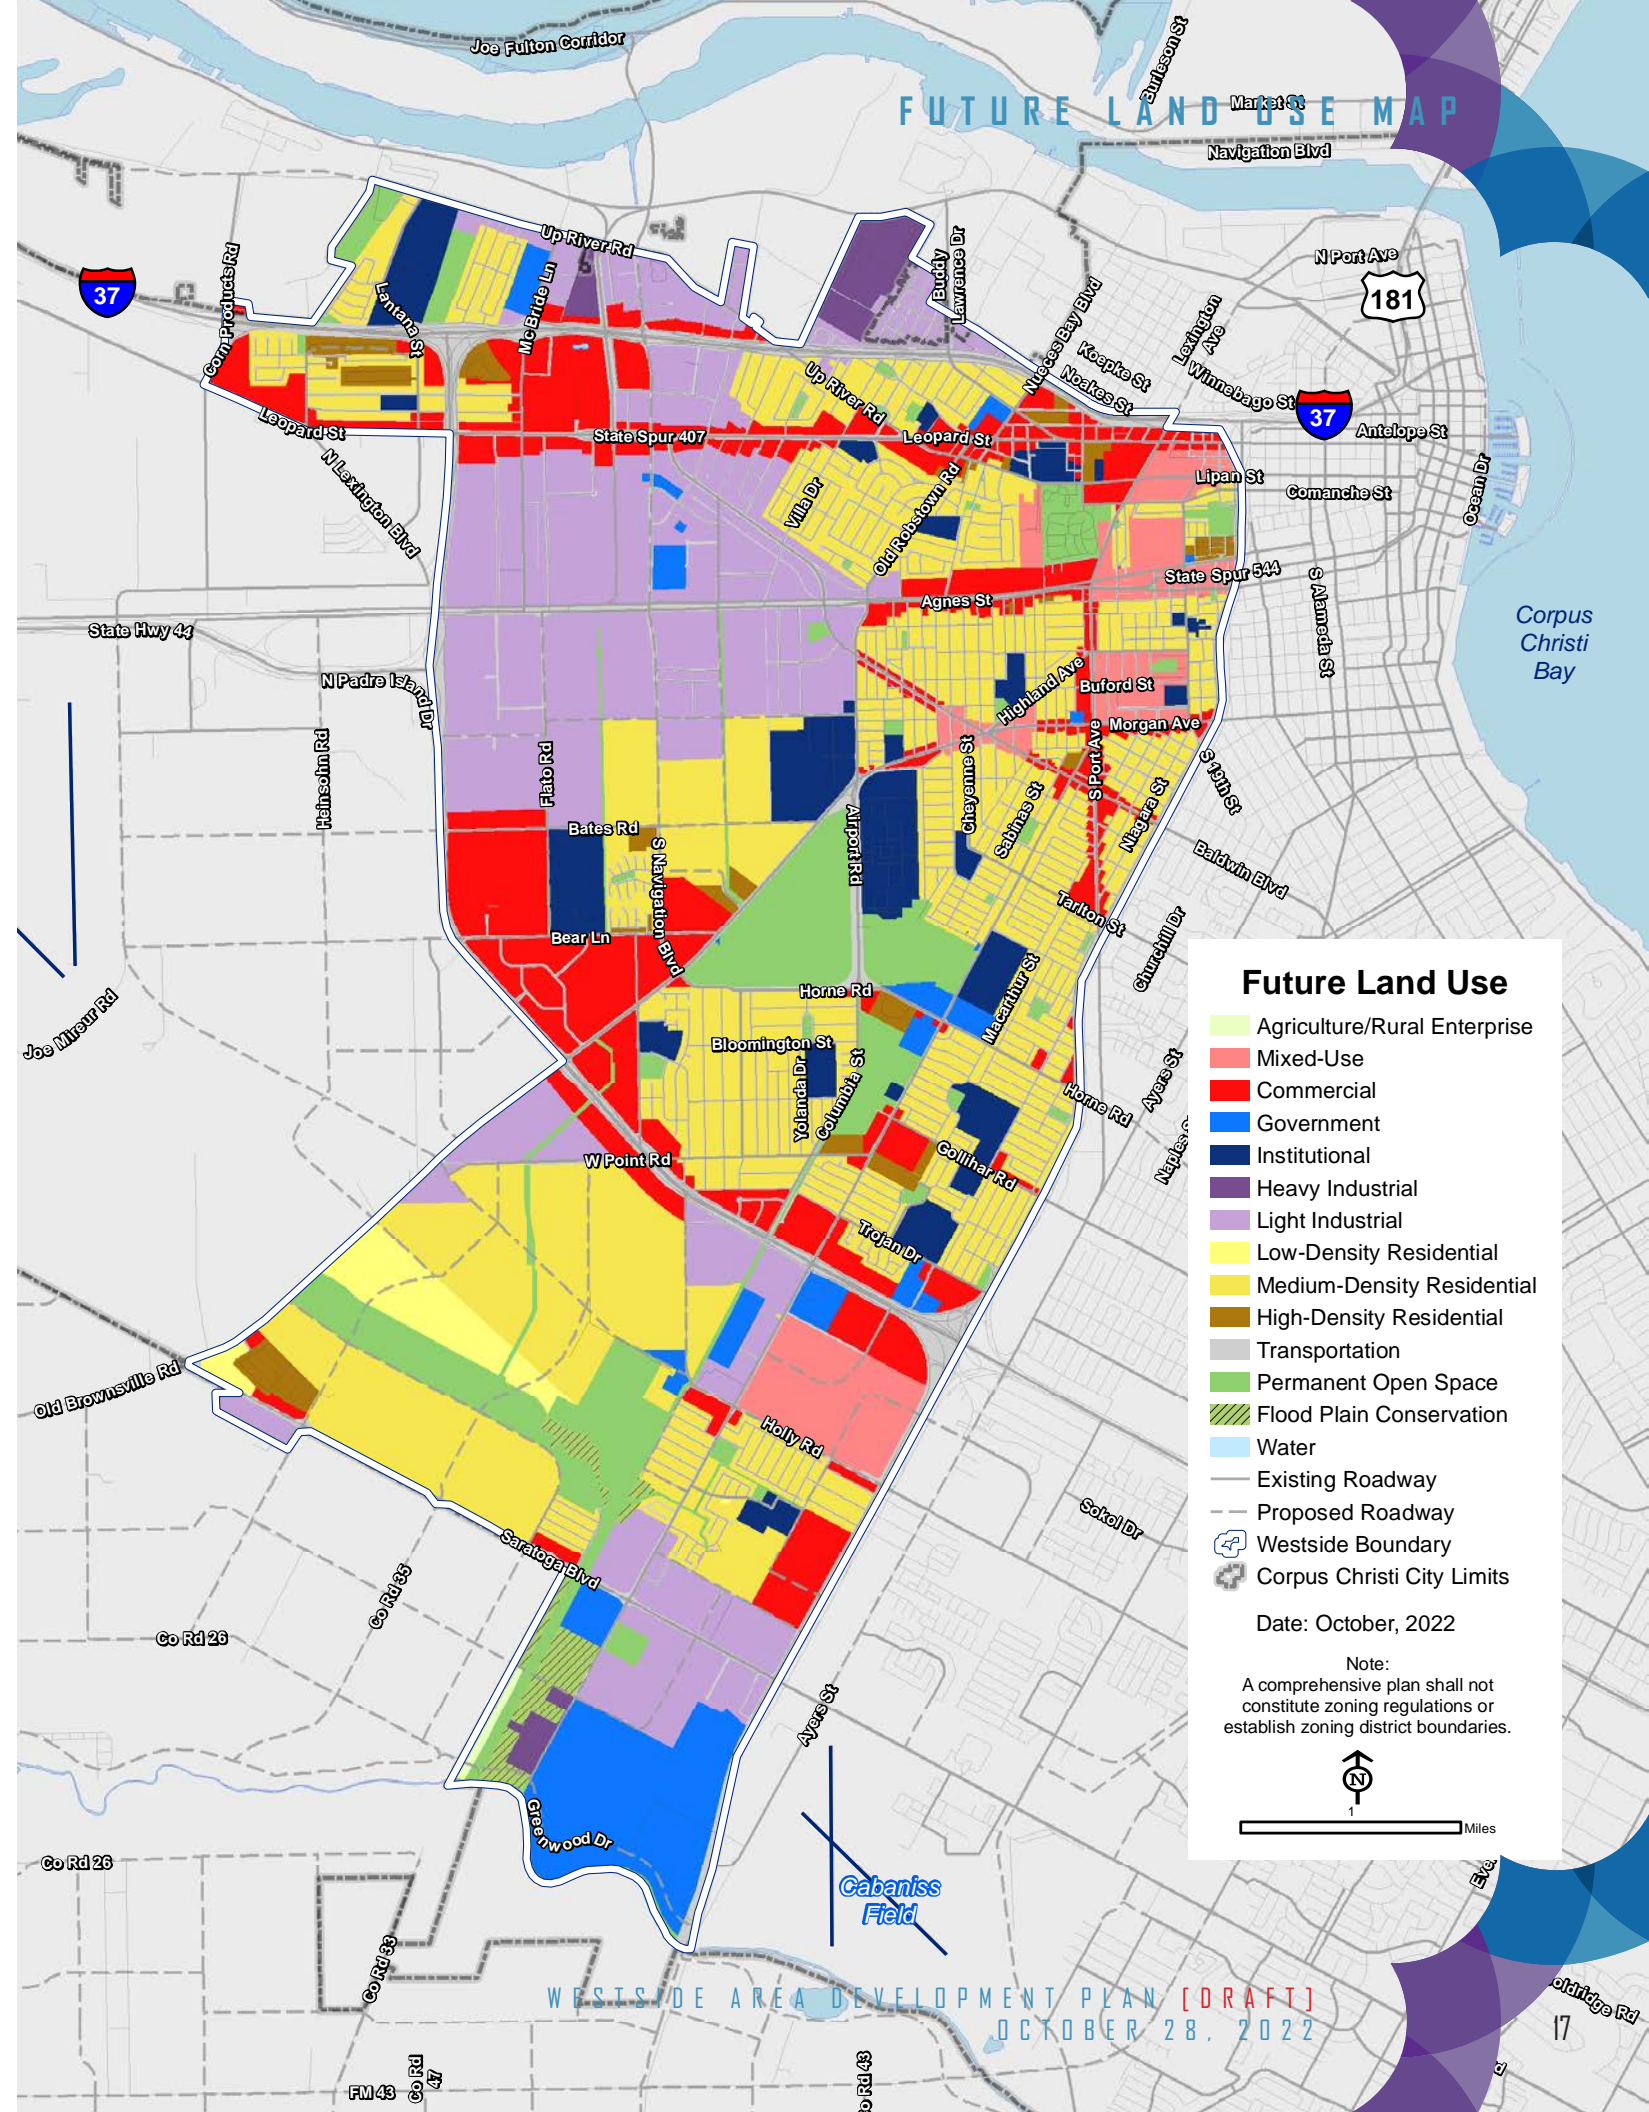 FUTURE LAND USE MAP
Joe Fulton Corridor
Burleson St
Market St
Navigation Blvd
N Port Ave
181
37
Corn Products Rd
Lantana St
Mc Bride Ln
Up River Rd
Buddy
Lawrence Dr
Nueces Bay Blvd
Koepke St
Noakes St
Lexington
Ave
Winnebago St
37
Antelope St
Up River Rd
Leopard St
State Spur 407
Leopard St
N Lexington Blvd
Villa Dr
Old Robstown Rd
Lipan St
Comanche St
Ocean Dr
State Spur 544
Agnes St
S Alameda St
State Hwy 44
N Padre Island Dr
Heinsohn Rd
Flato Rd
Highland Ave
Buford St
Morgan Ave
Corpus
Christi
Bay
S Port Ave
S 19th St
Cheyenne St
Sabinas St
Niagara St
Airport Rd
Bates Rd
S Navigation Blvd
Baldwin Blvd
Tarlton St
Churchill Dr
Bear Ln
Horne Rd
Macarthur St
Joe Mireur Rd
Bloomington St
Yolanda Dr
Columbia St
Horne Rd
Ayers St
W Point Rd
Gollihar Rd
Trojan Dr
Old Brownsville Rd
Holly Rd
Sokol Dr
Saratoga Blvd
Co Rd 35
Co Rd 26
Ayers St
Greenwood Dr
Co Rd 26
Cabaniss
Field
Co Rd 33
Co Rd
47
FM 43
Future Land Use
Agriculture/Rural Enterprise
Mixed-Use
Commercial
Government
Institutional
Heavy Industrial
Light Industrial
Low-Density Residential
Medium-Density Residential
High-Density Residential
Transportation
Permanent Open Space
Flood Plain Conservation
Water
Existing Roadway
Proposed Roadway
Westside Boundary
Corpus Christi City Limits
Date: October, 2022
Note:
A comprehensive plan shall not
constitute zoning regulations or
establish zoning district boundaries.
N
1
Miles
WESTSIDE AREA DEVELOPMENT PLAN [DRAFT]
OCTOBER 28, 2022
17